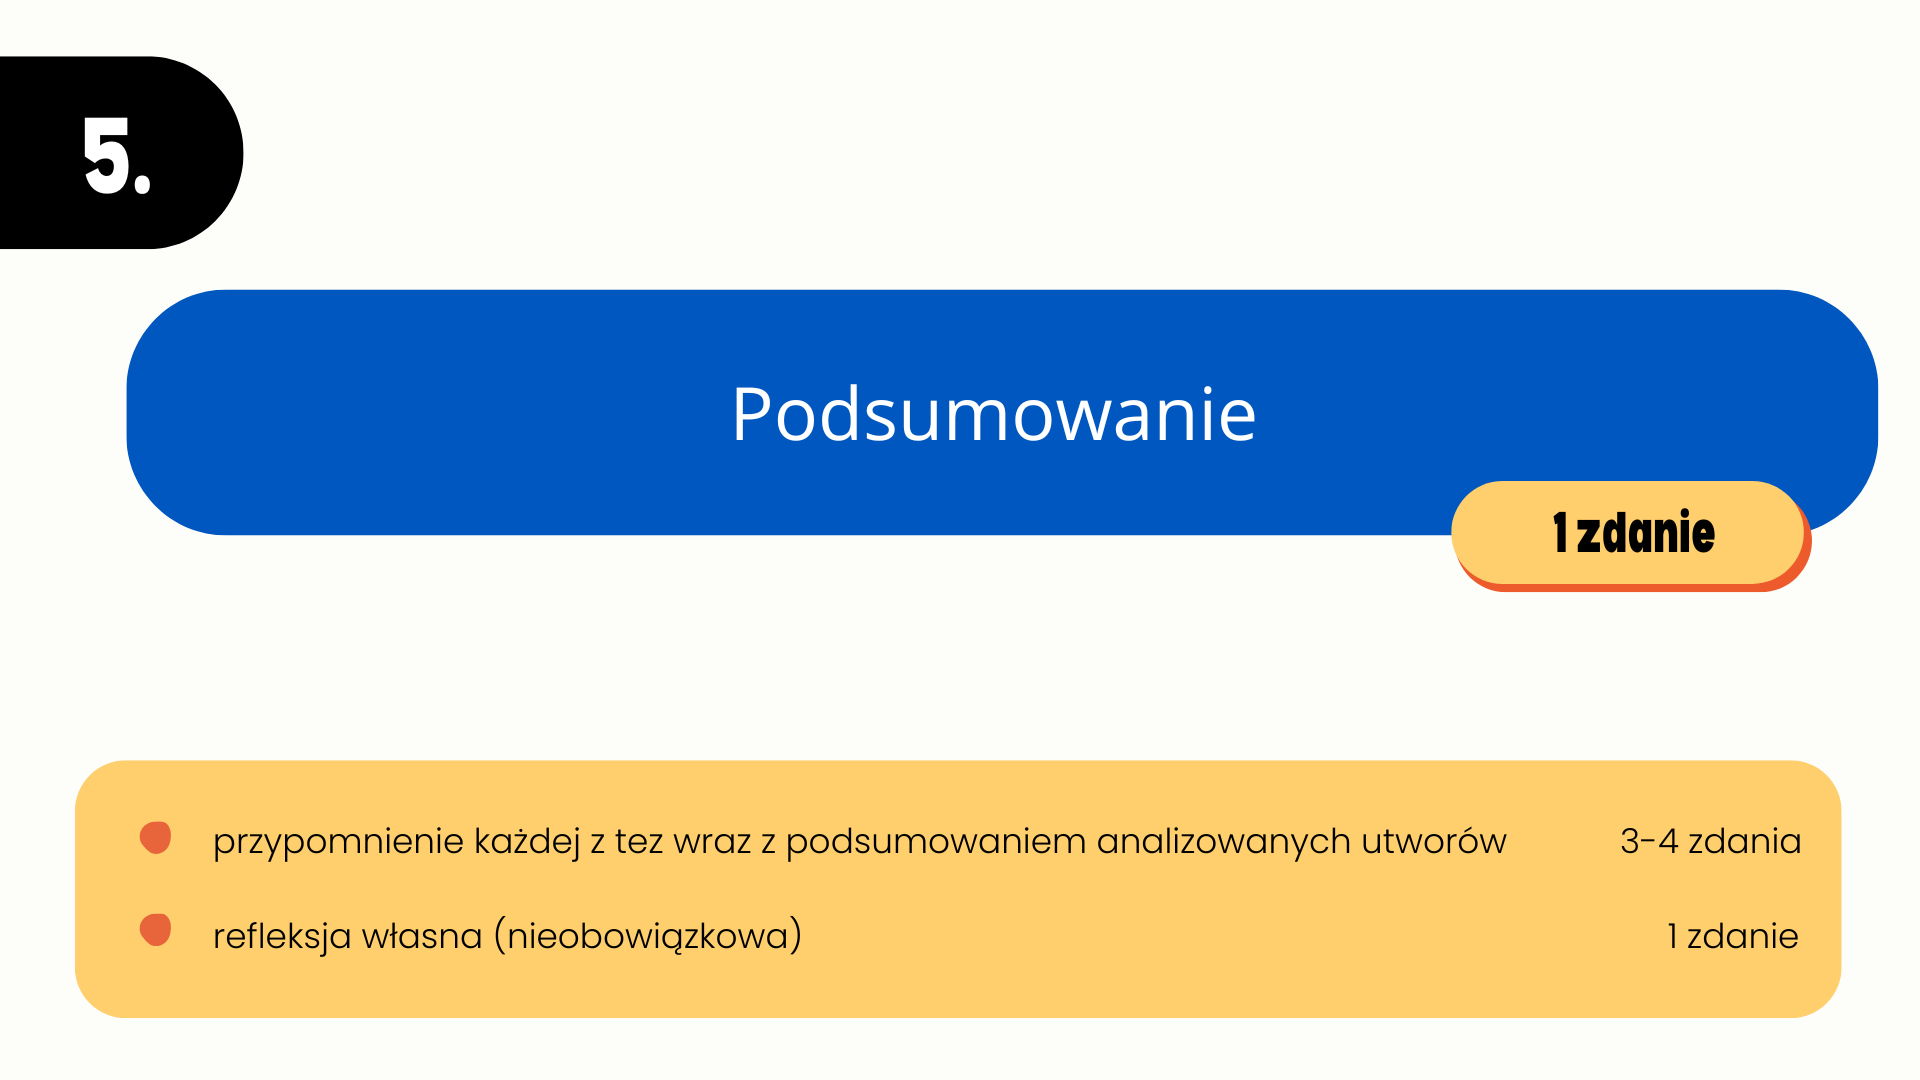 5.
Podsumowanie
1 zdanie
przypomnienie każdej z tez wraz z podsumowaniem analizowanych utworów 3-4 zdania
refleksja własna (nieobowiązkowa) 1 zdanie